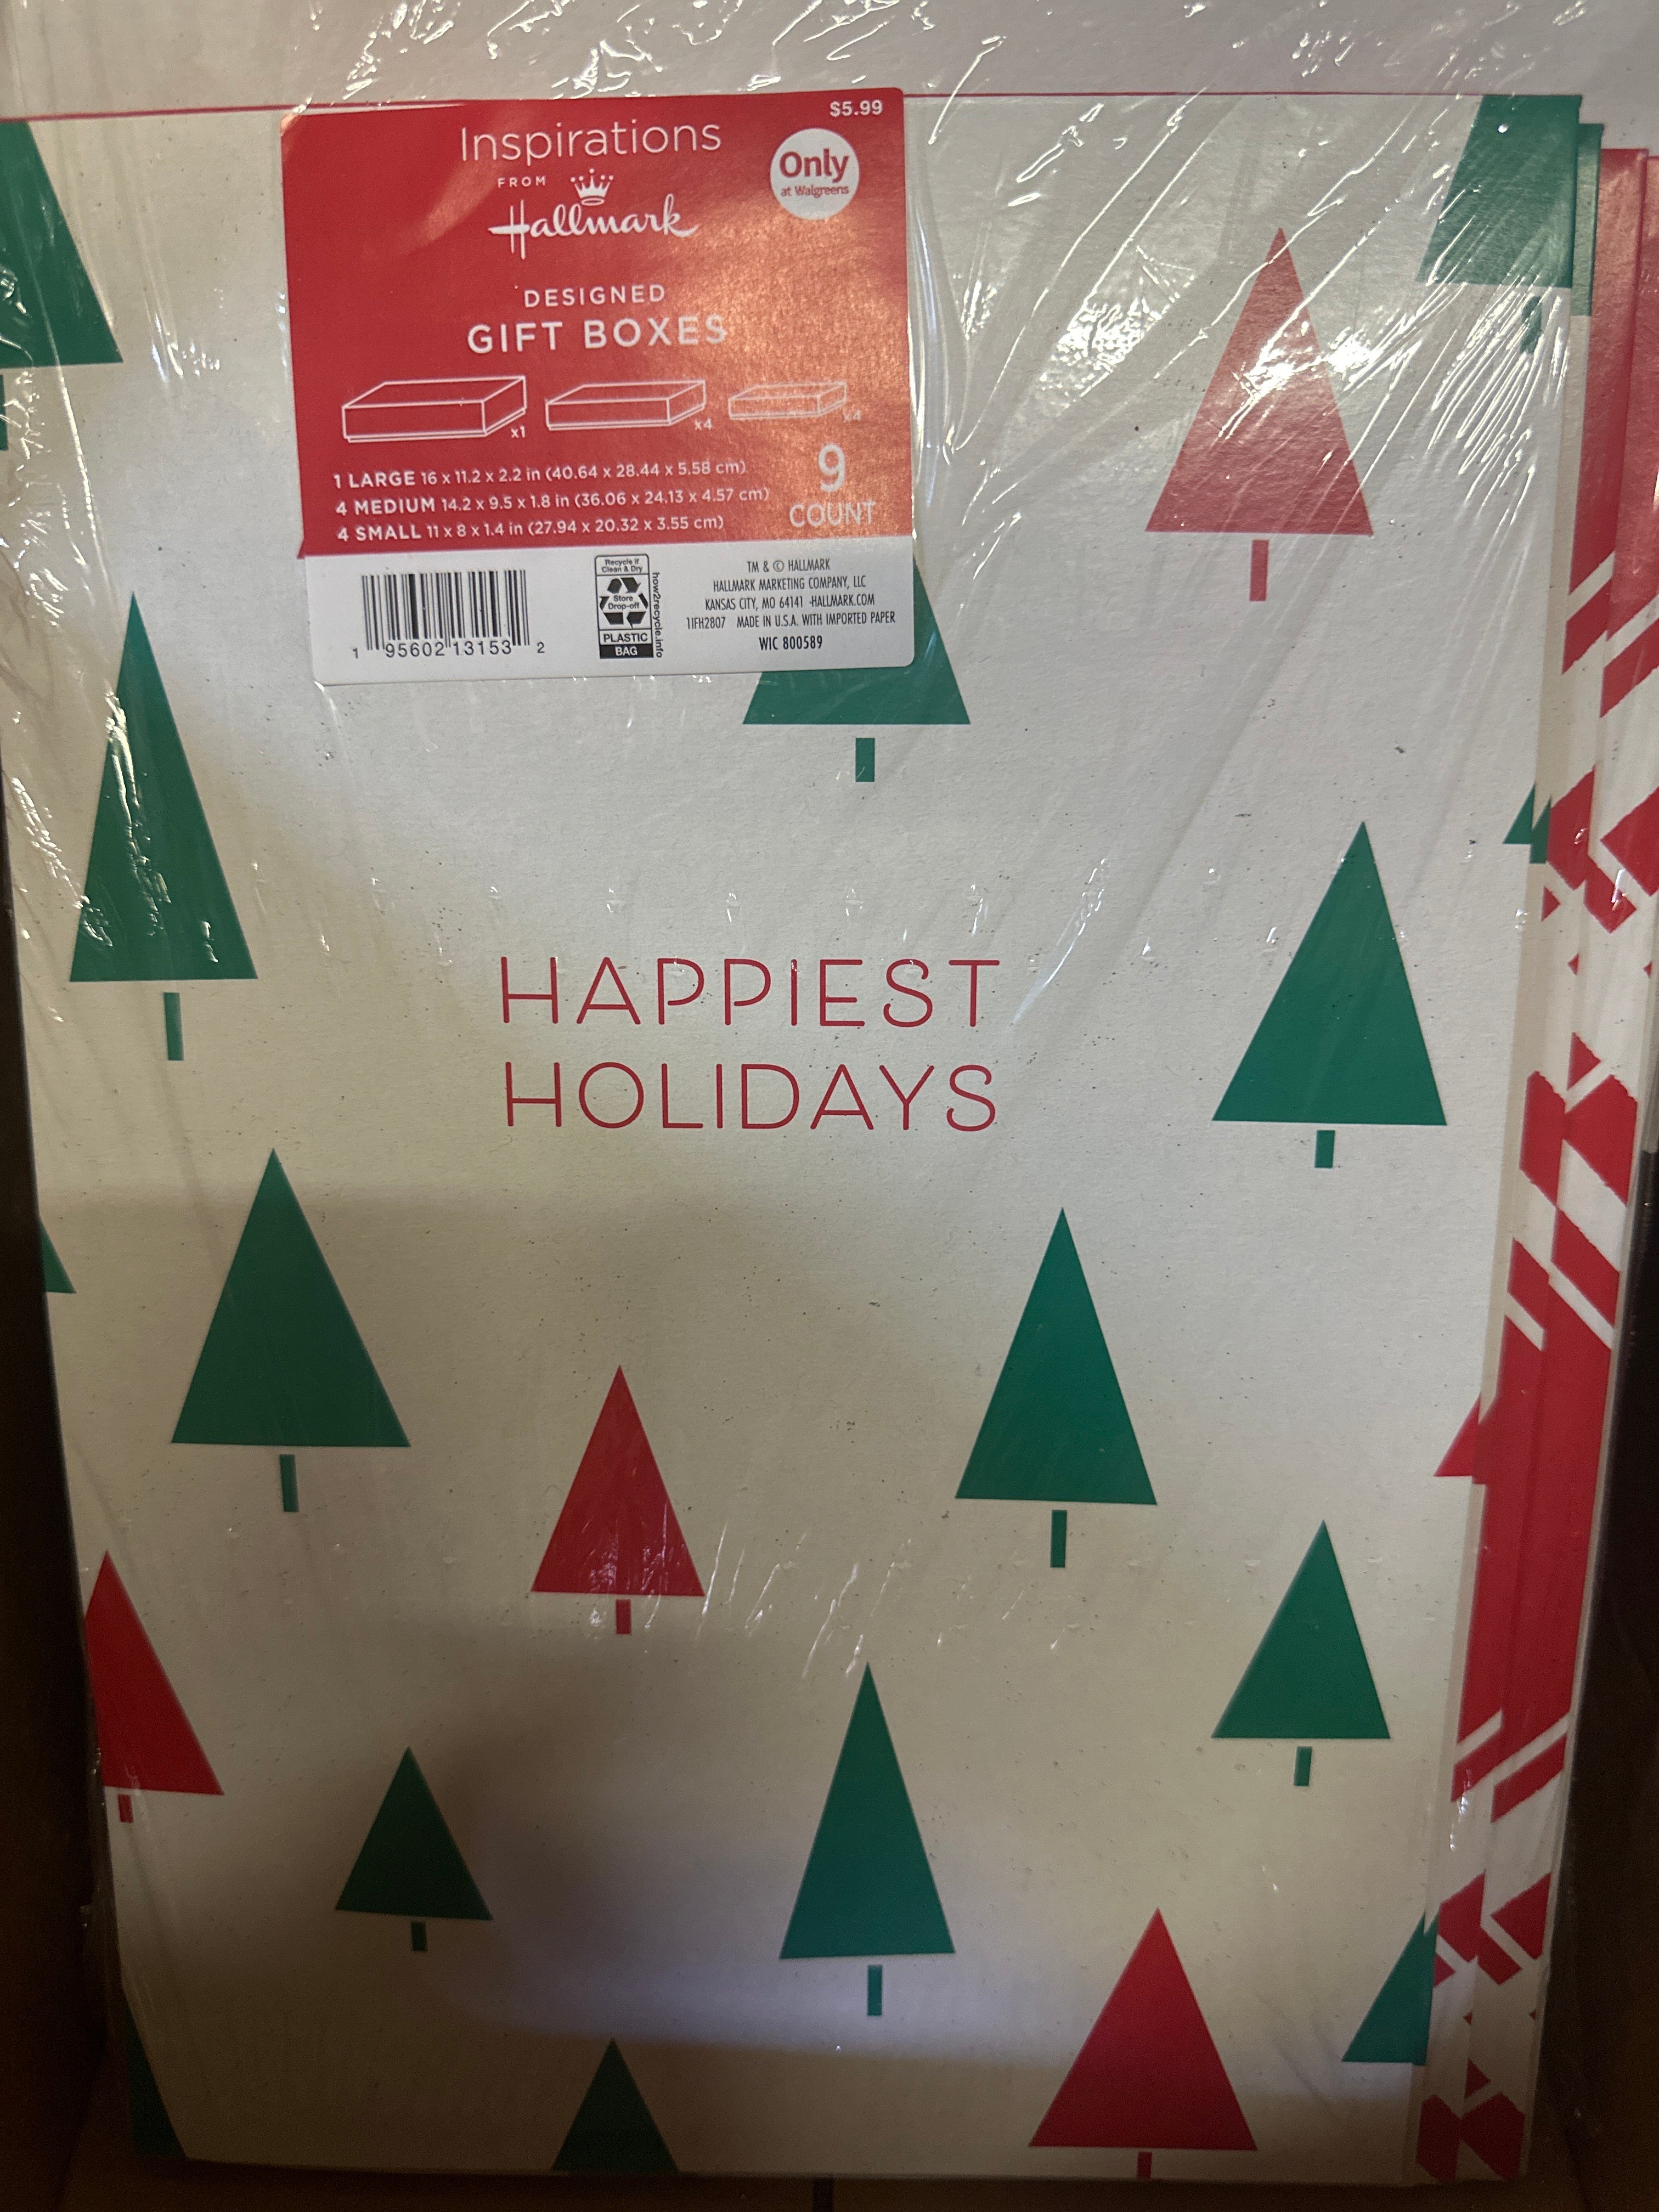 $5.99
Inspirations
FROM
Hallmark
Only
at Walgreens
DESIGNED
GIFT BOXES
x1
x4
x4
1 LARGE 16 x 11.2 x 2.2 in (40.64 x 28.44 x 5.58 cm)
4 MEDIUM 14.2 x 9.5 x 1.8 in (36.06 x 24.13 x 4.57 cm)
4 SMALL 11 x 8 x 1.4 in (27.94 x 20.32 x 3.55 cm)
9
COUNT
1 95602 13153 2
Recycle if
Clean & Dry
Store
Drop-off
PLASTIC
BAG
how2recycle.info
TM & © HALLMARK
HALLMARK MARKETING COMPANY, LLC
KANSAS CITY, MO 64141 HALLMARK.COM
1IFH2807 MADE IN U.S.A. WITH IMPORTED PAPER
WIC 800589
HAPPIEST
HOLIDAYS